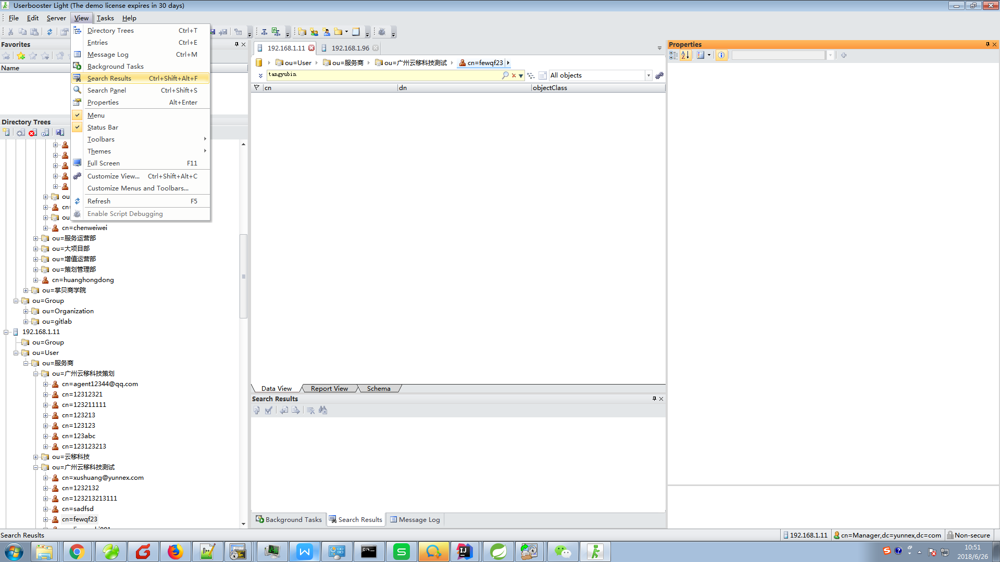 Userbooster Light (The demo license expires in 30 days)
File Edit Server View Tasks Help
Directory Trees Ctrl+T
Entries Ctrl+E
Message Log Ctrl+M
Background Tasks
Search Results Ctrl+Shift+Alt+F
Search Panel Ctrl+Shift+S
Properties Alt+Enter
Menu
Status Bar
Toolbars
Themes
Full Screen F11
Customize View... Ctrl+Shift+Alt+C
Customize Menus and Toolbars...
Refresh F5
Enable Script Debugging
Favorites
Name
Directory Trees
ou
cn=
ou
cn=chenweiwei
ou=服务运营部
ou=大项目部
ou=增值运营部
ou=策划管理部
cn=huanghongdong
ou=掌贝商学院
ou=Group
ou=Organization
ou=gitlab
192.168.1.11
ou=Group
ou=User
ou=服务商
ou=广州云移科技策划
cn=agent12344@qq.com
cn=12312321
cn=123211111
cn=123213
cn=123123
cn=123abc
cn=123123213
ou=云移科技
ou=广州云移科技测试
cn=xushuang@yunnex.com
cn=1232132
cn=123213213111
cn=sadfsd
cn=fewqf23
192.168.1.11 192.168.1.96
ou=User ou=服务商 ou=广州云移科技测试 cn=fewqf23
tangyubin All objects
cn dn objectClass
Data View Report View Schema
Search Results
Background Tasks Search Results Message Log
Properties
Search Reuslts 192.168.1.11 cn=Manager,dc=yunnex,dc=com Non-secure
10:51
2018/6/26